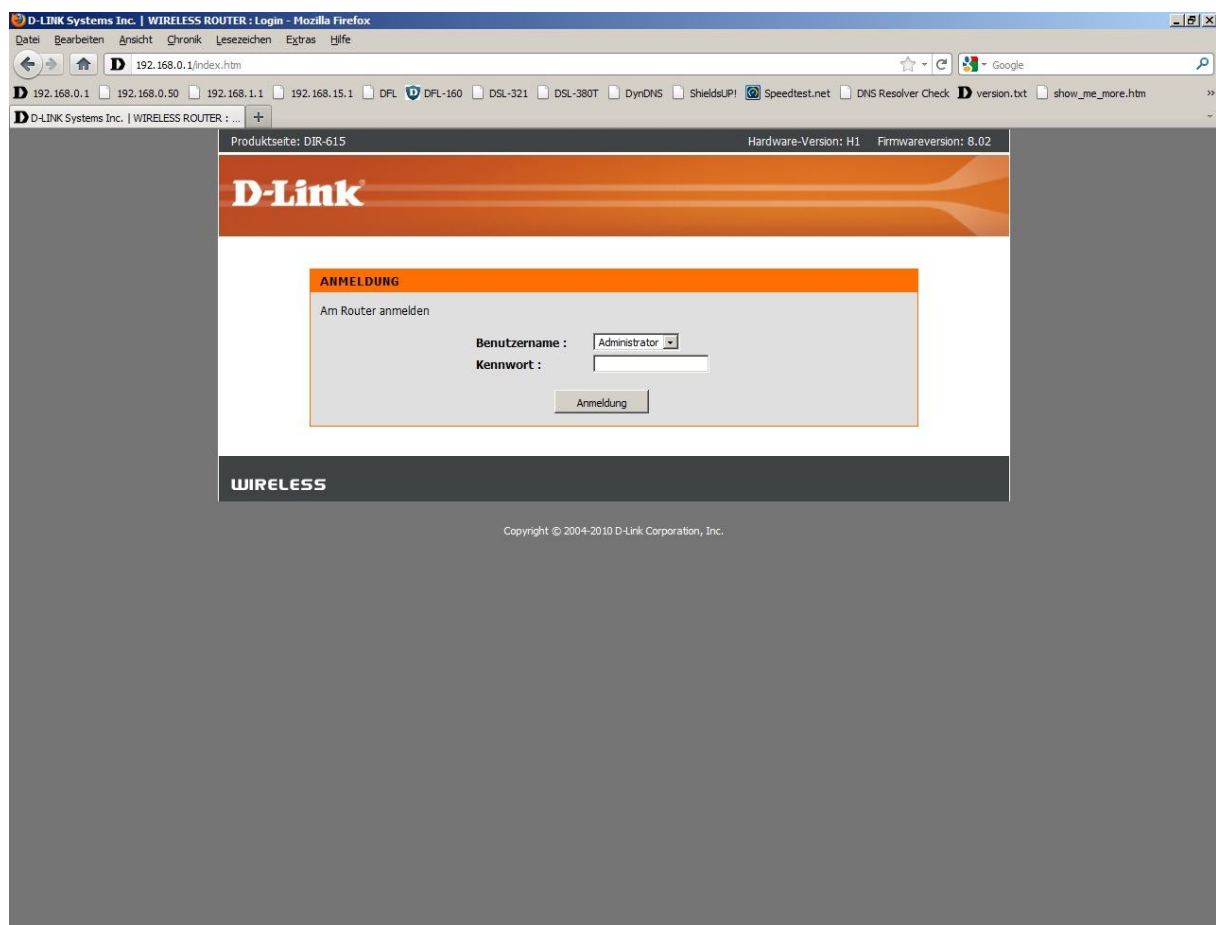 D-LINK Systems Inc. | WIRELESS ROUTER : Login - Mozilla Firefox
Datei Bearbeiten Ansicht Chronik Lesezeichen Extras Hilfe
192.168.0.1/index.htm Google
192.168.0.1 192.168.0.50 192.168.1.1 192.168.15.1 DFL DFL-160 DSL-321 DSL-380T DynDNS ShieldsUP! Speedtest.net DNS Resolver Check version.txt show_me_more.htm »
D-LINK Systems Inc. | WIRELESS ROUTER : ... +
Produktseite: DIR-615 Hardware-Version: H1 Firmwareversion: 8.02
D-Link
ANMELDUNG
Am Router anmelden
Benutzername : Administrator
Kennwort :
Anmeldung
WIRELESS
Copyright © 2004-2010 D-Link Corporation, Inc.